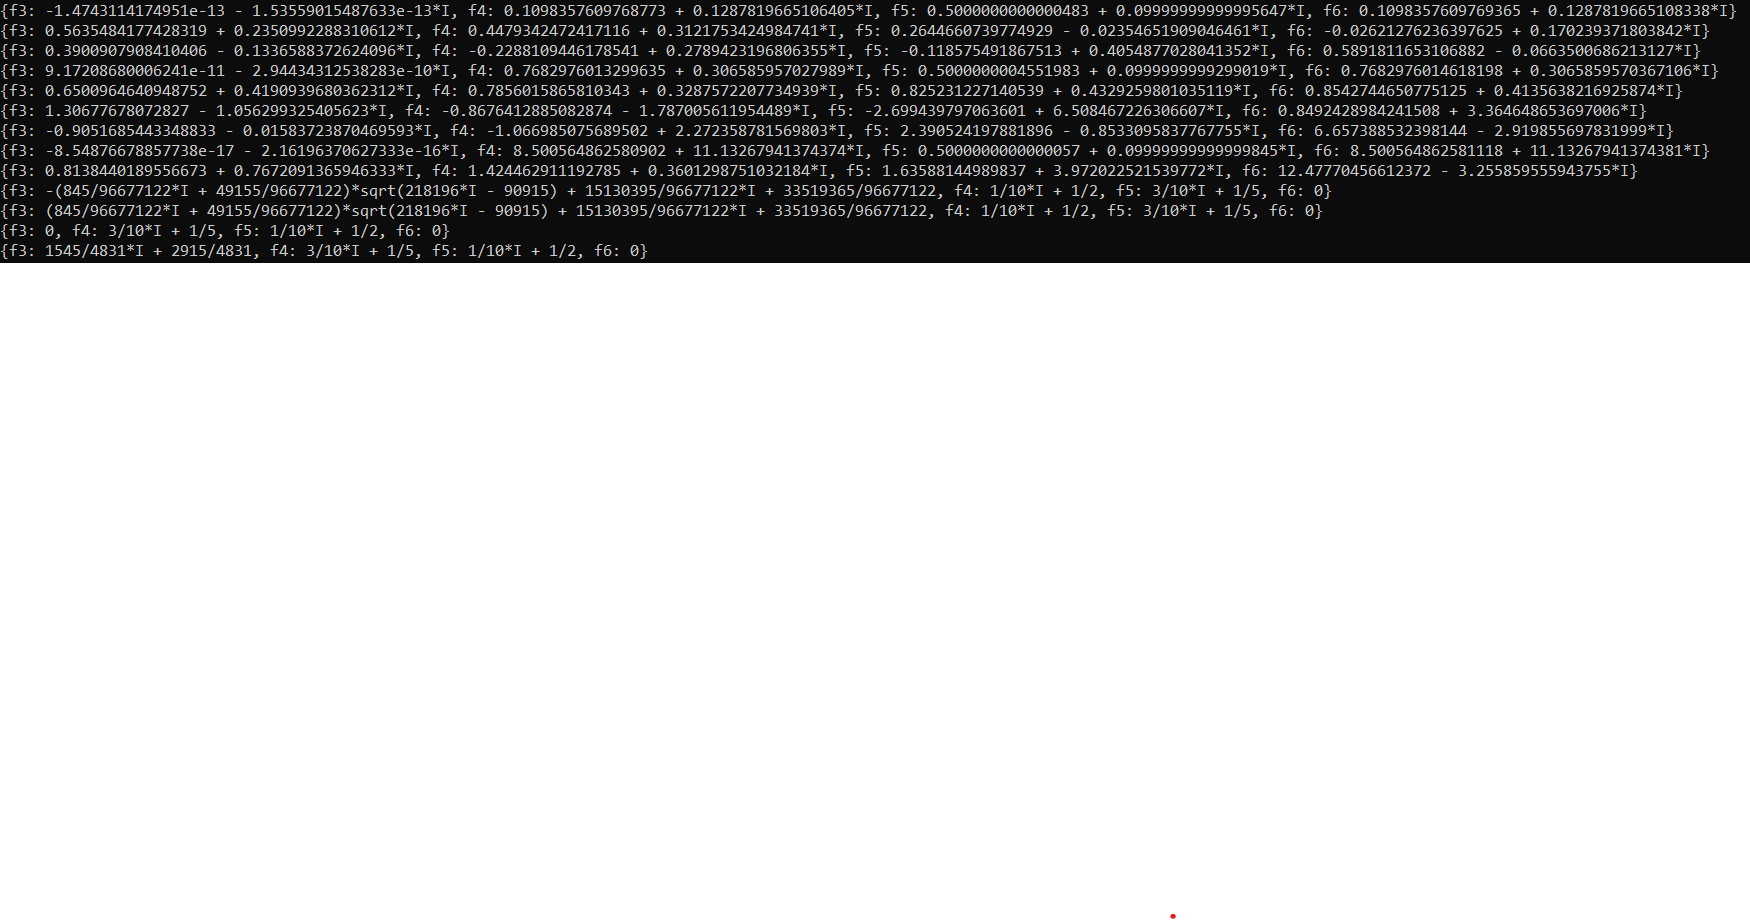 {f3: -1.4743114174951e-13 - 1.53559015487633e-13*I, f4: 0.1098357609768773 + 0.1287819665106405*I, f5: 0.5000000000000483 + 0.09999999999995647*I, f6: 0.1098357609769365 + 0.1287819665108338*I}
{f3: 0.5635484177428319 + 0.2350992288310612*I, f4: 0.4479342472417116 + 0.3121753424984741*I, f5: 0.2644660739774929 - 0.02354651909046461*I, f6: -0.02621276236397625 + 0.170239371803842*I}
{f3: 0.3900907908410406 - 0.1336588372624096*I, f4: -0.2288109446178541 + 0.2789423196806355*I, f5: -0.118575491867513 + 0.4054877028041352*I, f6: 0.5891811653106882 - 0.0663500686213127*I}
{f3: 9.17208680006241e-11 - 2.94434312538283e-10*I, f4: 0.7682976013299635 + 0.306585957027989*I, f5: 0.5000000004551983 + 0.0999999999299019*I, f6: 0.7682976014618198 + 0.3065859570367106*I}
{f3: 0.6500964640948752 + 0.4190939680362312*I, f4: 0.7856015865810343 + 0.3287572207734939*I, f5: 0.825231227140539 + 0.4329259801035119*I, f6: 0.8542744650775125 + 0.4135638216925874*I}
{f3: 1.30677678072827 - 1.056299325405623*I, f4: -0.8676412885082874 - 1.787005611954489*I, f5: -2.699439797063601 + 6.508467226306607*I, f6: 0.8492428984241508 + 3.364648653697006*I}
{f3: -0.9051685443348833 - 0.01583723870469593*I, f4: -1.066985075689502 + 2.272358781569803*I, f5: 2.390524197881896 - 0.8533095837767755*I, f6: 6.657388532398144 - 2.919855697831999*I}
{f3: -8.54876678857738e-17 - 2.16196370627333e-16*I, f4: 8.500564862580902 + 11.13267941374374*I, f5: 0.5000000000000057 + 0.09999999999999845*I, f6: 8.500564862581118 + 11.13267941374381*I}
{f3: 0.8138440189556673 + 0.7672091365946333*I, f4: 1.424462911192785 + 0.3601298751032184*I, f5: 1.63588144989837 + 3.972022521539772*I, f6: 12.47770456612372 - 3.255859555943755*I}
{f3: -(845/96677122*I + 49155/96677122)*sqrt(218196*I - 90915) + 15130395/96677122*I + 33519365/96677122, f4: 1/10*I + 1/2, f5: 3/10*I + 1/5, f6: 0}
{f3: (845/96677122*I + 49155/96677122)*sqrt(218196*I - 90915) + 15130395/96677122*I + 33519365/96677122, f4: 1/10*I + 1/2, f5: 3/10*I + 1/5, f6: 0}
{f3: 0, f4: 3/10*I + 1/5, f5: 1/10*I + 1/2, f6: 0}
{f3: 1545/4831*I + 2915/4831, f4: 3/10*I + 1/5, f5: 1/10*I + 1/2, f6: 0}